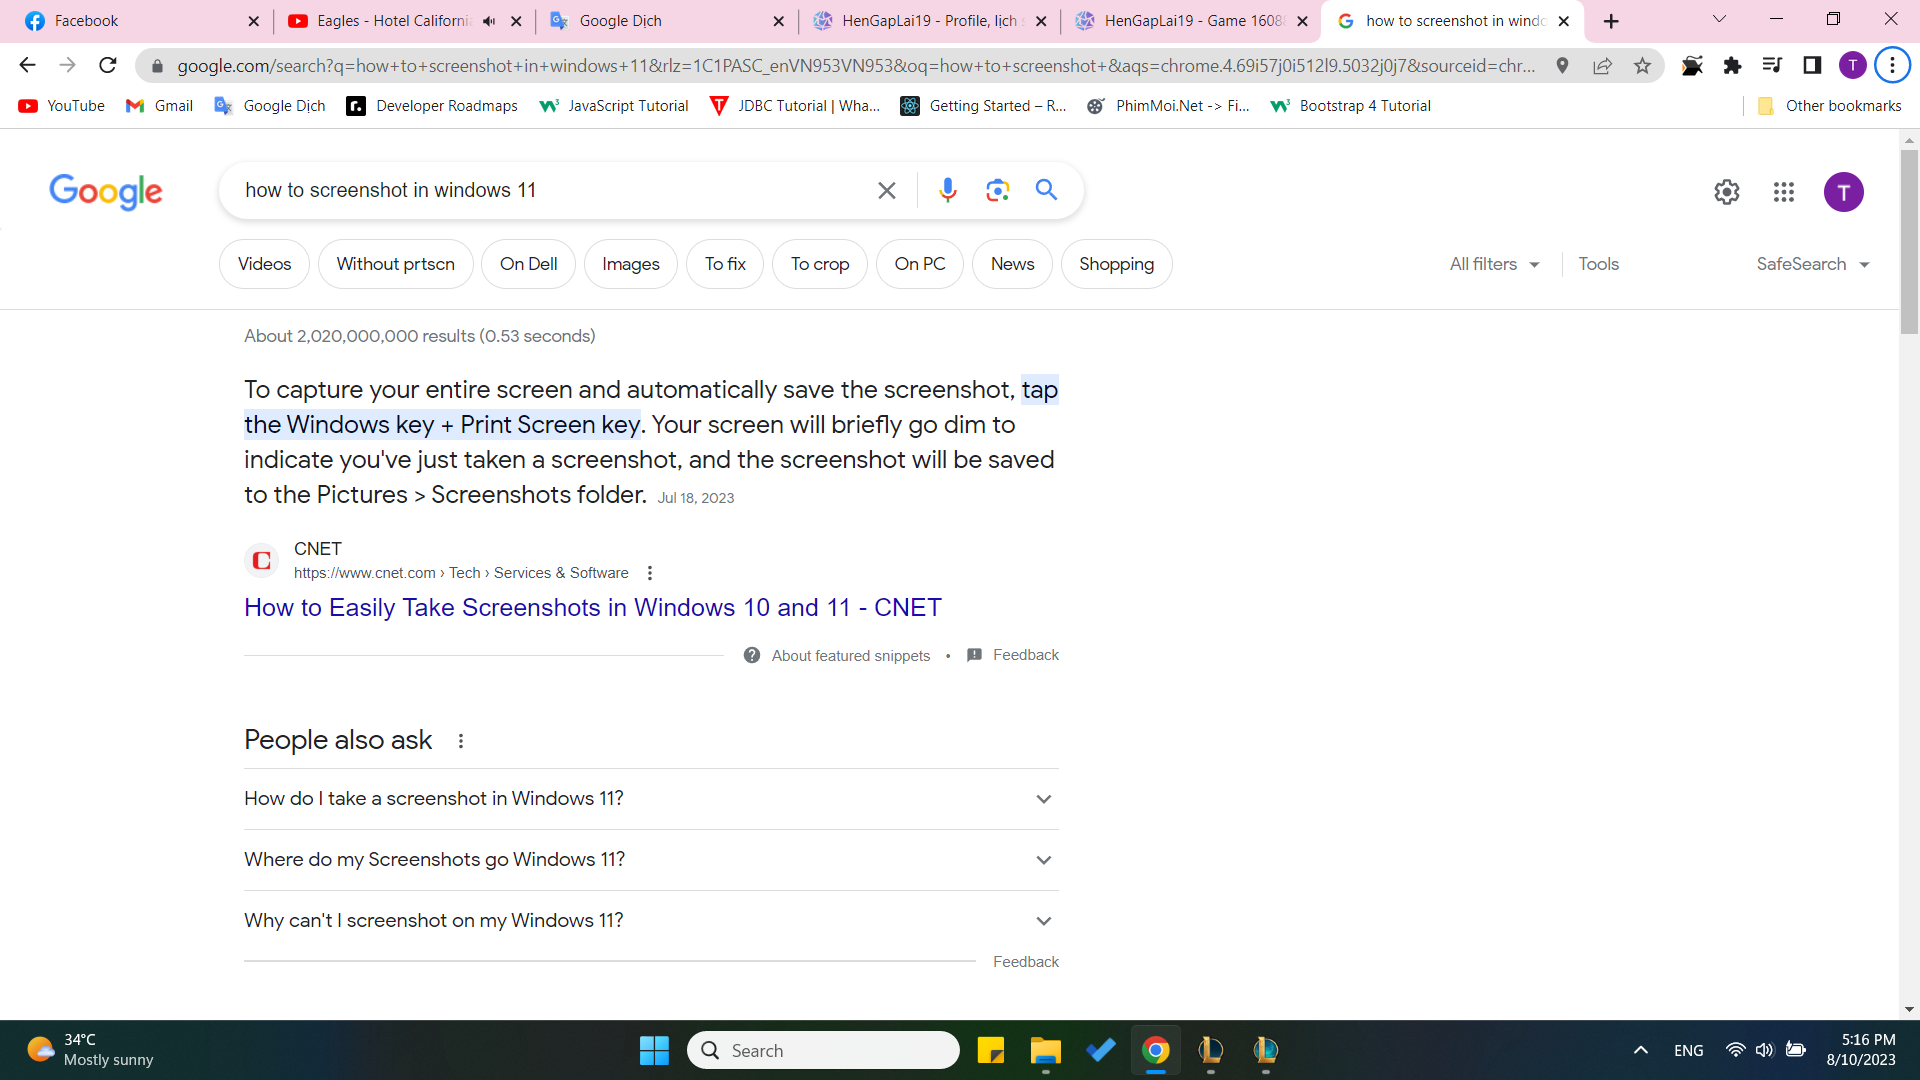 Facebook
Eagles - Hotel California
Google Dịch
HenGapLai19 - Profile, lịch s
HenGapLai19 - Game 1608
how to screenshot in windo
google.com/search?q=how+to+screenshot+in+windows+11&rlz=1C1PASC_enVN953VN953&oq=how+to+screenshot+&aqs=chrome.4.69i57j0i512l9.5032j0j7&sourceid=chr...
T
YouTube
Gmail
Google Dịch
Developer Roadmaps
JavaScript Tutorial
JDBC Tutorial | Wha...
Getting Started – R...
PhimMoi.Net -> Fi...
Bootstrap 4 Tutorial
Other bookmarks
Google
how to screenshot in windows 11
T
Videos
Without prtscn
On Dell
Images
To fix
To crop
On PC
News
Shopping
All filters
Tools
SafeSearch
About 2,020,000,000 results (0.53 seconds)
To capture your entire screen and automatically save the screenshot, tap
the Windows key + Print Screen key. Your screen will briefly go dim to
indicate you've just taken a screenshot, and the screenshot will be saved
to the Pictures > Screenshots folder. Jul 18, 2023
CNET
https://www.cnet.com › Tech › Services & Software
How to Easily Take Screenshots in Windows 10 and 11 - CNET
About featured snippets • Feedback
People also ask
How do I take a screenshot in Windows 11?
Where do my Screenshots go Windows 11?
Why can't I screenshot on my Windows 11?
Feedback
34°C
Mostly sunny
Search
ENG
5:16 PM
8/10/2023